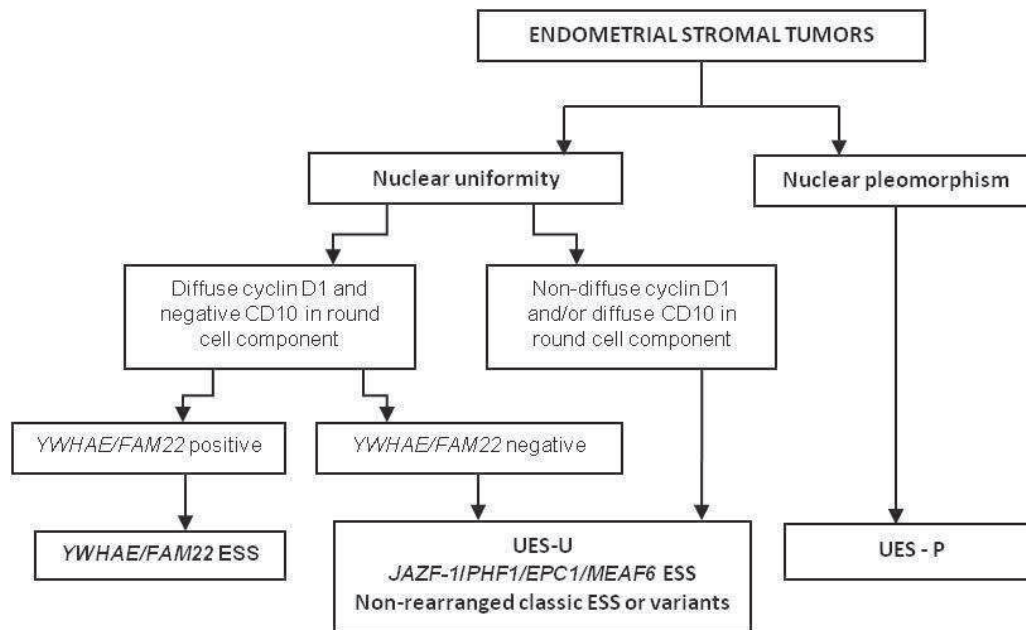 ENDOMETRIAL STROMAL TUMORS
Nuclear uniformity
Nuclear pleomorphism
Diffuse cyclin D1 and
negative CD10 in round
cell component
Non-diffuse cyclin D1
and/or diffuse CD10 in
round cell component
YWHAE/FAM22 positive
YWHAE/FAM22 negative
YWHAE/FAM22 ESS
UES-U
JAZF-1/PHF1/EPC1/MEAF6 ESS
Non-rearranged classic ESS or variants
UES - P